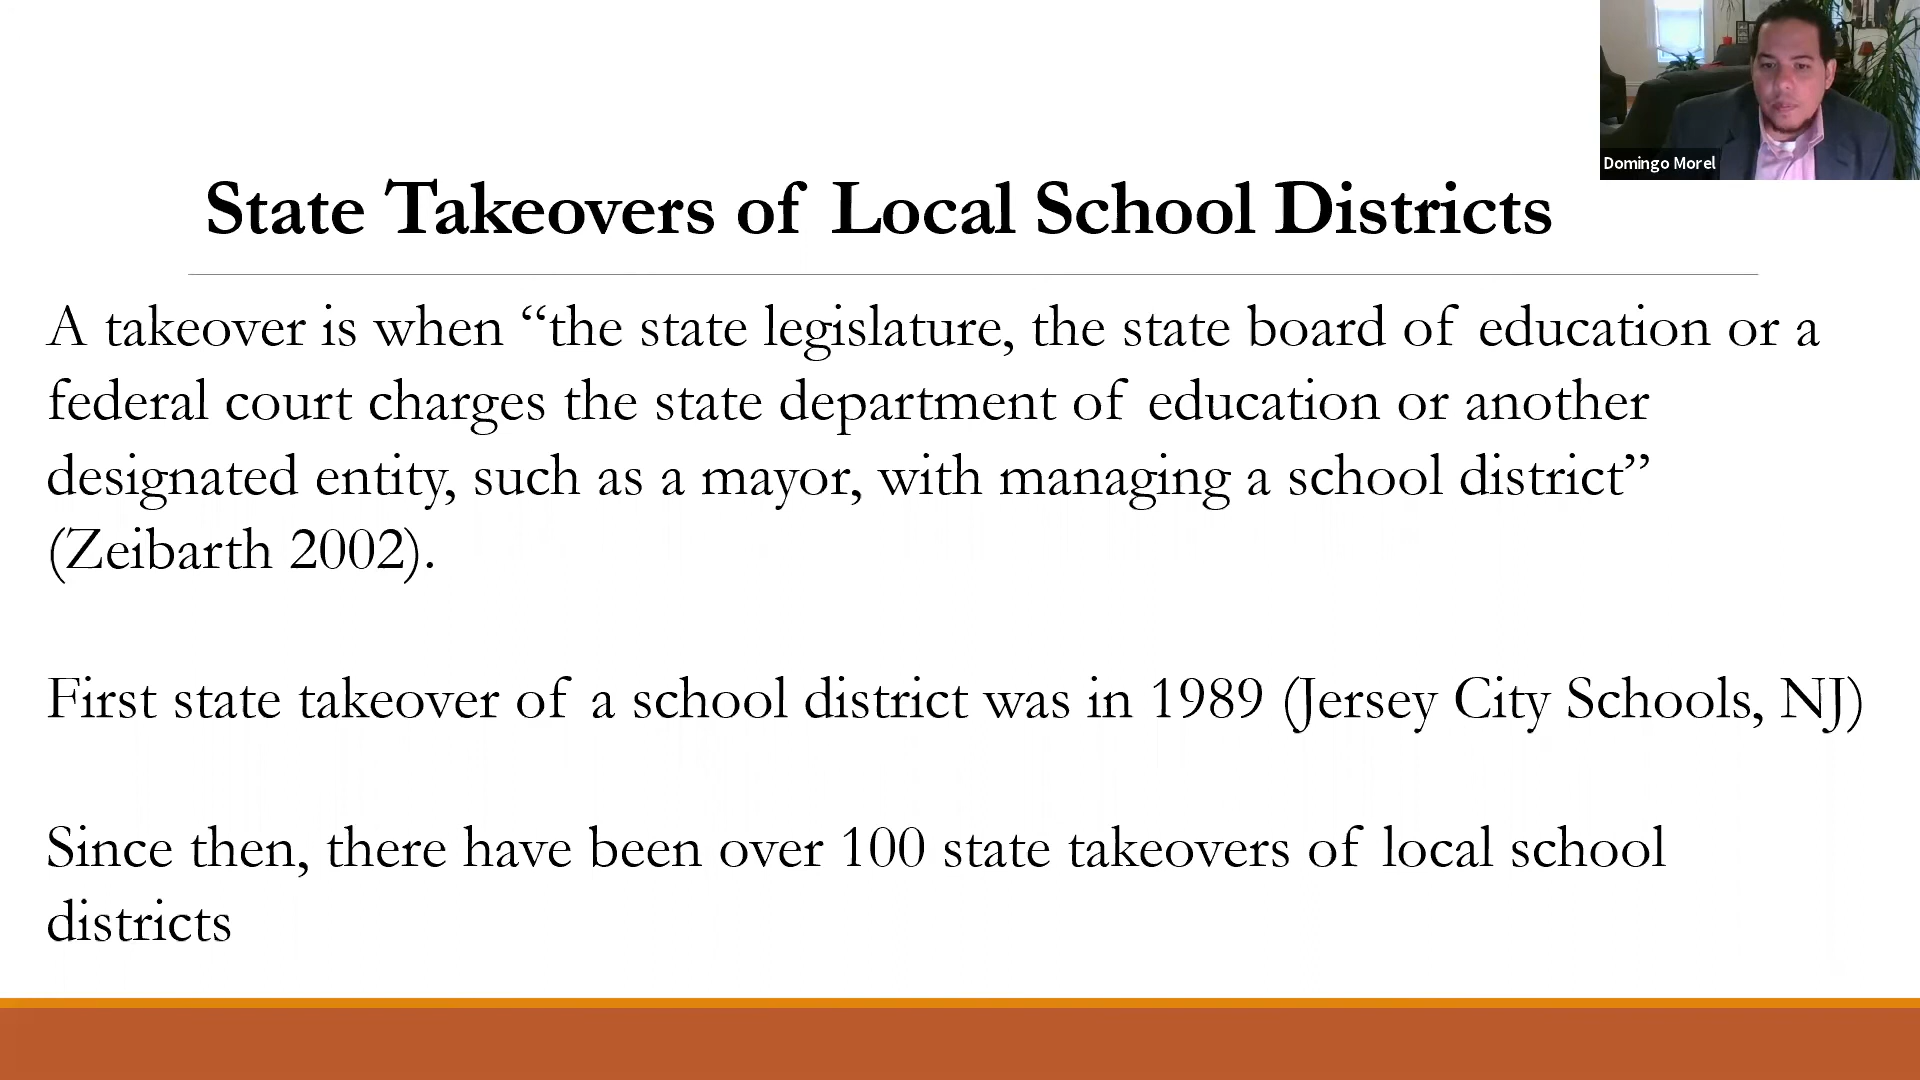 Domingo Morel
State Takeovers of Local School Districts
A takeover is when “the state legislature, the state board of education or a
federal court charges the state department of education or another
designated entity, such as a mayor, with managing a school district”
(Zeibarth 2002).
First state takeover of a school district was in 1989 (Jersey City Schools, NJ)
Since then, there have been over 100 state takeovers of local school
districts